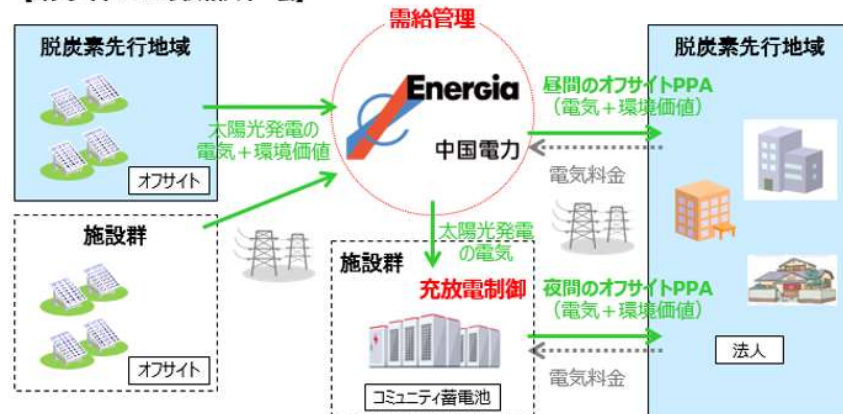 需給管理
脱炭素先行地域
オフサイト
太陽光発電の
電気+環境価値
施設群
オフサイト
Energia
中国電力
太陽光発電
の電気
施設群
充放電制御
コミュニティ蓄電池
昼間のオフサイトPPA
(電気+環境価値)
電気料金
夜間のオフサイトPPA
(電気+環境価値)
電気料金
脱炭素先行地域
法人